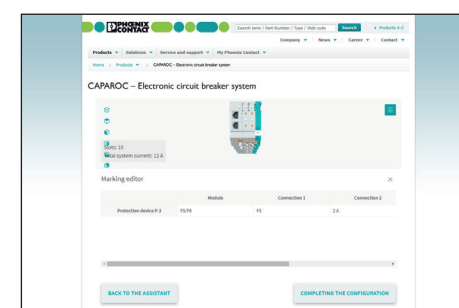 PHOENIX CONTACT
Search term / Part Number / Type / Web code Search Products A-Z
Company News Career Contact
Products Solutions Service and support My Phoenix Contact
Home Products CAPAROC – Electronic circuit breaker system
CAPAROC – Electronic circuit breaker system
Slots: 10
Total system current: 12 A
Marking editor ×
Module Connection 1 Connection 2
Protection device P-3 F5/F6 F5 2 A
BACK TO THE ASSISTANT COMPLETING THE CONFIGURATION